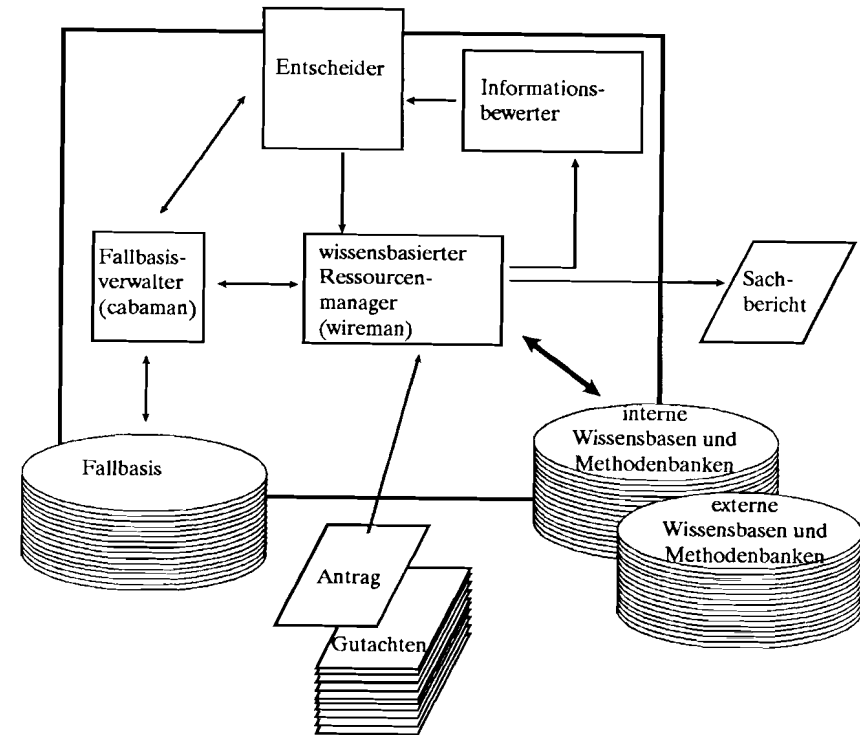 Entscheider
Informations-
bewerter
Fallbasis-
verwalter
(cabaman)
wissensbasierter
Ressourcen-
manager
(wireman)
Sach-
bericht
Fallbasis
interne
Wissensbasen und
Methodenbanken
externe
Wissensbasen und
Methodenbanken
Antrag
Gutachten